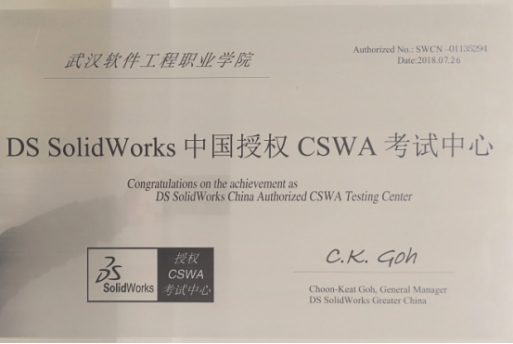 武汉软件工程职业学院
Authorized No.: SWCN -01135294
Date:2018.07.26
DS SolidWorks 中国授权 CSWA 考试中心
Congratulations on the achievement as
DS SolidWorks China Authorized CSWA Testing Center
DS
SolidWorks
授权
CSWA
考试中心
C.K. Goh
Choon-Keat Goh, General Manager
DS SolidWorks Greater China